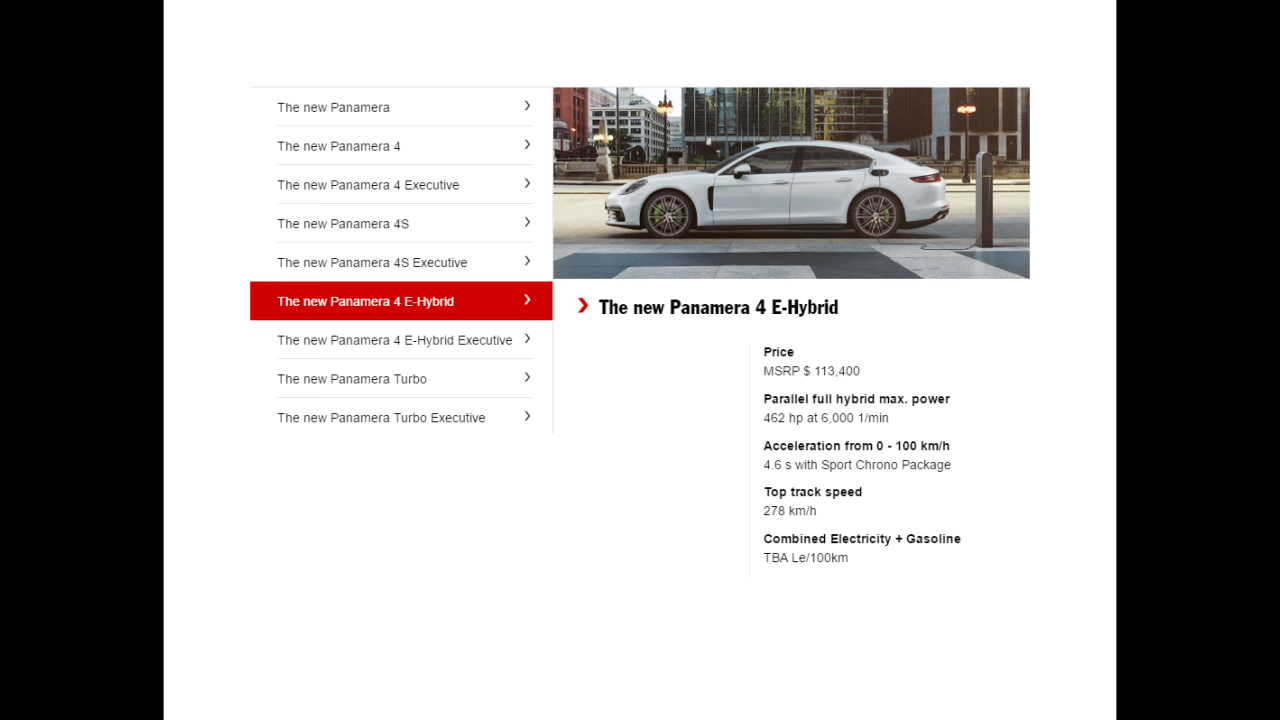 The new Panamera
The new Panamera 4
The new Panamera 4 Executive
The new Panamera 4S
The new Panamera 4S Executive
The new Panamera 4 E-Hybrid
The new Panamera 4 E-Hybrid Executive
The new Panamera Turbo
The new Panamera Turbo Executive
The new Panamera 4 E-Hybrid
Price
MSRP $ 113,400
Parallel full hybrid max. power
462 hp at 6,000 1/min
Acceleration from 0 - 100 km/h
4.6 s with Sport Chrono Package
Top track speed
278 km/h
Combined Electricity + Gasoline
TBA Le/100km